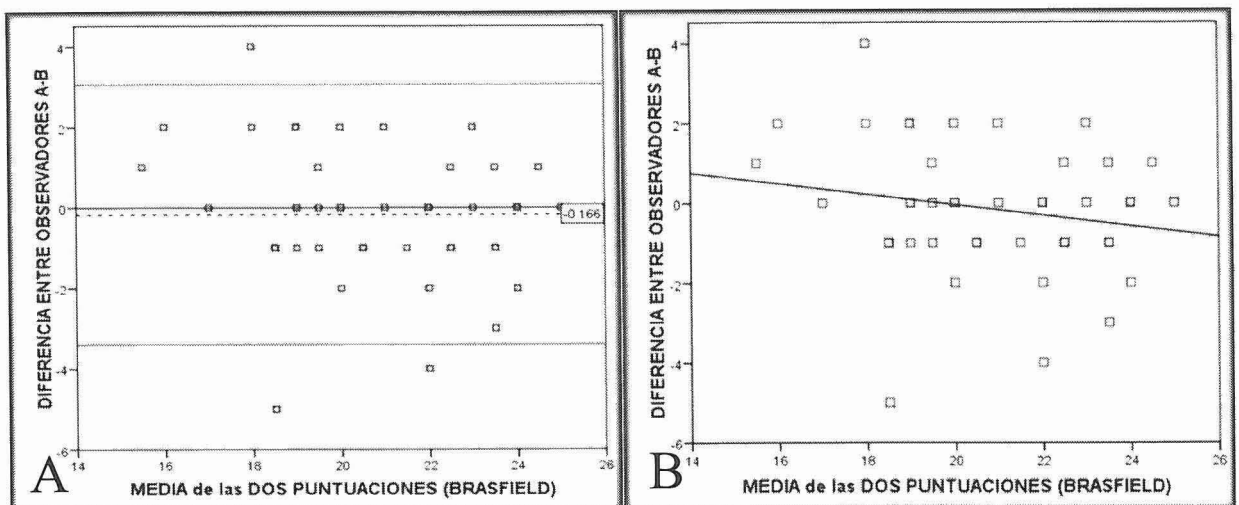 DIFERENCIA ENTRE OBSERVADORES A-B
4
2
0
-2
-4
-6
-0.166
14 16 18 20 22 24 26
A
MEDIA de las DOS PUNTUACIONES (BRASFIELD)
DIFERENCIA ENTRE OBSERVADORES A-B
4
2
0
-2
-4
-6
14 16 18 20 22 24 26
B
MEDIA de las DOS PUNTUACIONES (BRASFIELD)